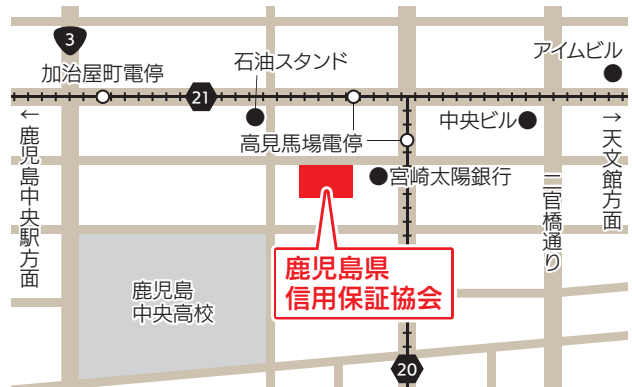 3
アイムビル
石油スタンド
加治屋町電停
21
中央ビル
高見馬場電停
←鹿児島中央駅方面
→天文館方面
宮崎太陽銀行
二官橋通り
鹿児島県
信用保証協会
鹿児島
中央高校
20